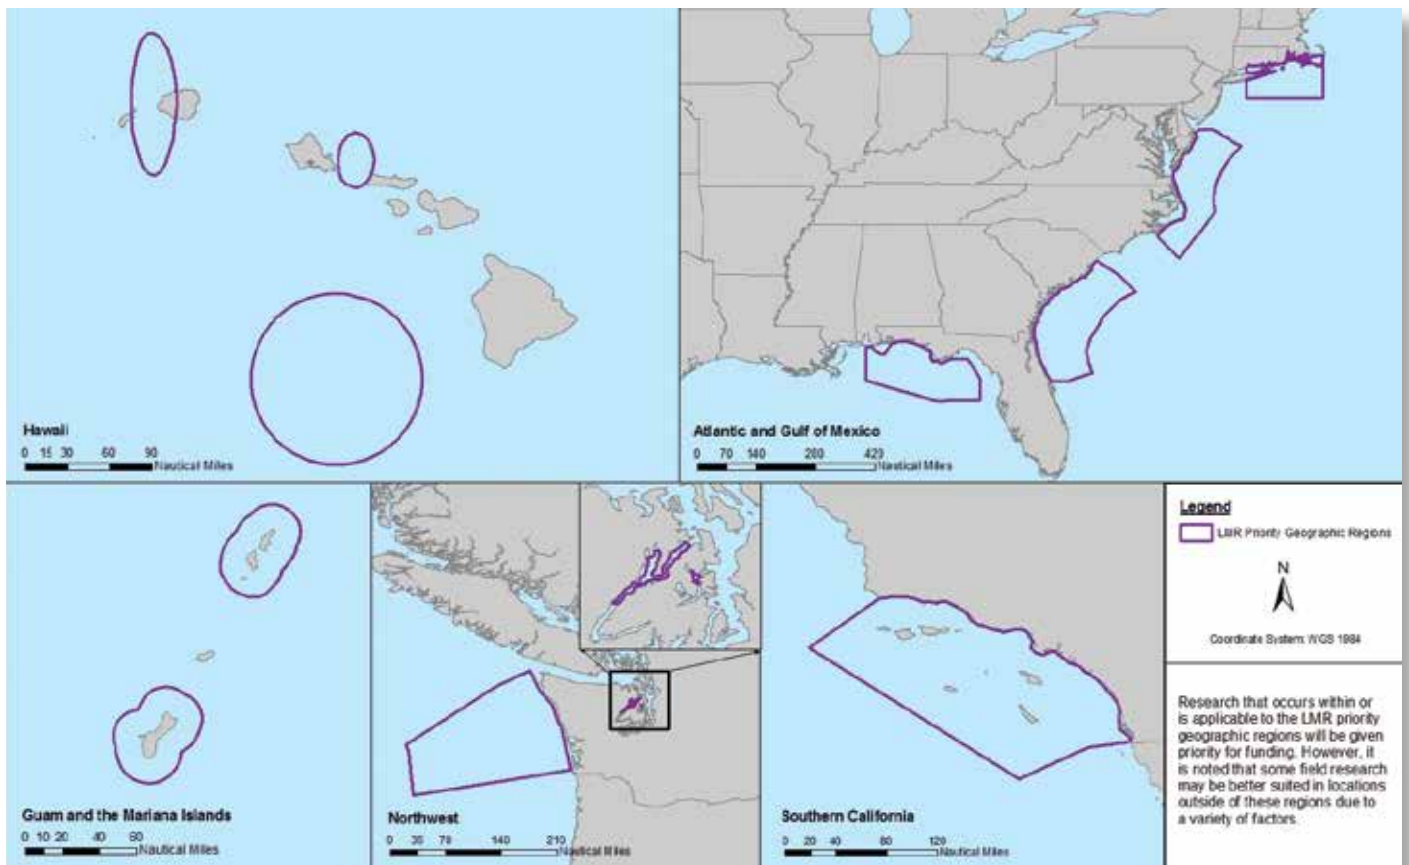 Hawaii
0 15 30 60 90
Nautical Miles
Atlantic and Gulf of Mexico
0 70 140 280 420
Nautical Miles
Guam and the Mariana Islands
0 10 20 40 60
Nautical Miles
Northwest
0 35 70 140 210
Nautical Miles
Southern California
0 20 40 80 120
Nautical Miles
Legend
LMR Priority Geographic Regions
N
Coordinate System: WGS 1984
Research that occurs within or
is applicable to the LMR priority
geographic regions will be given
priority for funding. However, it
is noted that some field research
may be better suited in locations
outside of these regions due to
a variety of factors.